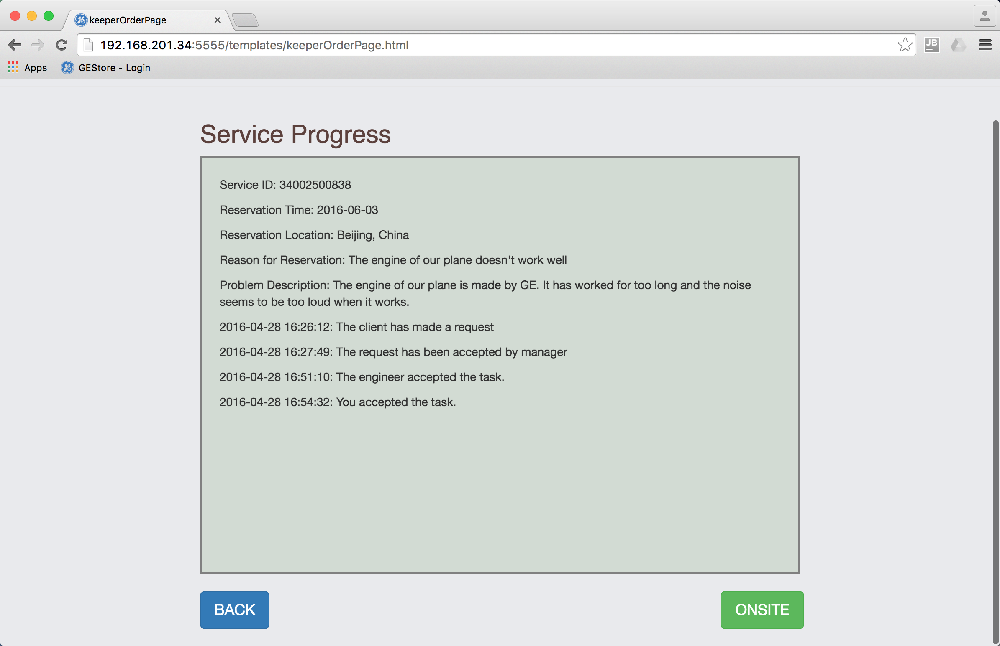 keeperOrderPage
192.168.201.34:5555/templates/keeperOrderPage.html
JB
Apps
GEStore - Login
Service Progress
Service ID: 34002500838
Reservation Time: 2016-06-03
Reservation Location: Beijing, China
Reason for Reservation: The engine of our plane doesn't work well
Problem Description: The engine of our plane is made by GE. It has worked for too long and the noise
seems to be too loud when it works.
2016-04-28 16:26:12: The client has made a request
2016-04-28 16:27:49: The request has been accepted by manager
2016-04-28 16:51:10: The engineer accepted the task.
2016-04-28 16:54:32: You accepted the task.
BACK
ONSITE